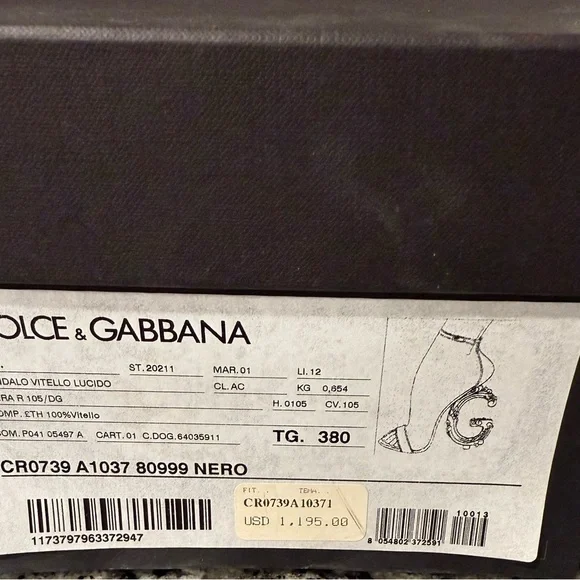 OLCE & GABBANA
ST. 20211 MAR. 01 LI. 12
NDALO VITELLO LUCIDO CL. AC KG 0,654
ERA R 105/DG H. 0105 CV. 105
OMP. ETH 100%Vitello
OM. P041 05497 A CART. 01 C.DOG. 64035911 TG. 380
CR0739 A1037 80999 NERO
FIT. ITEM.
CR0739A10371
USD 1,195.00
10013
1173797963372947
8 054802 372591